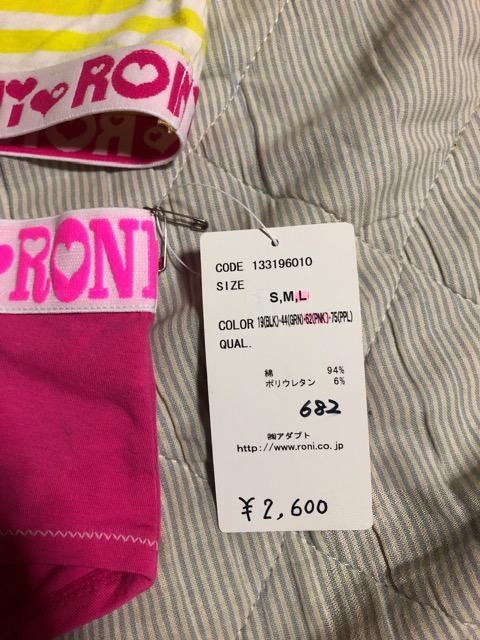 Ni RONI
RONI
CODE 133196010
SIZE
S,M,L
COLOR 19(BLK)・44(GRN)・62(PNK)・75(PPL)
QUAL.
綿 94%
ポリウレタン 6%
682
㈱アダプト
http://www.roni.co.jp
¥2,600